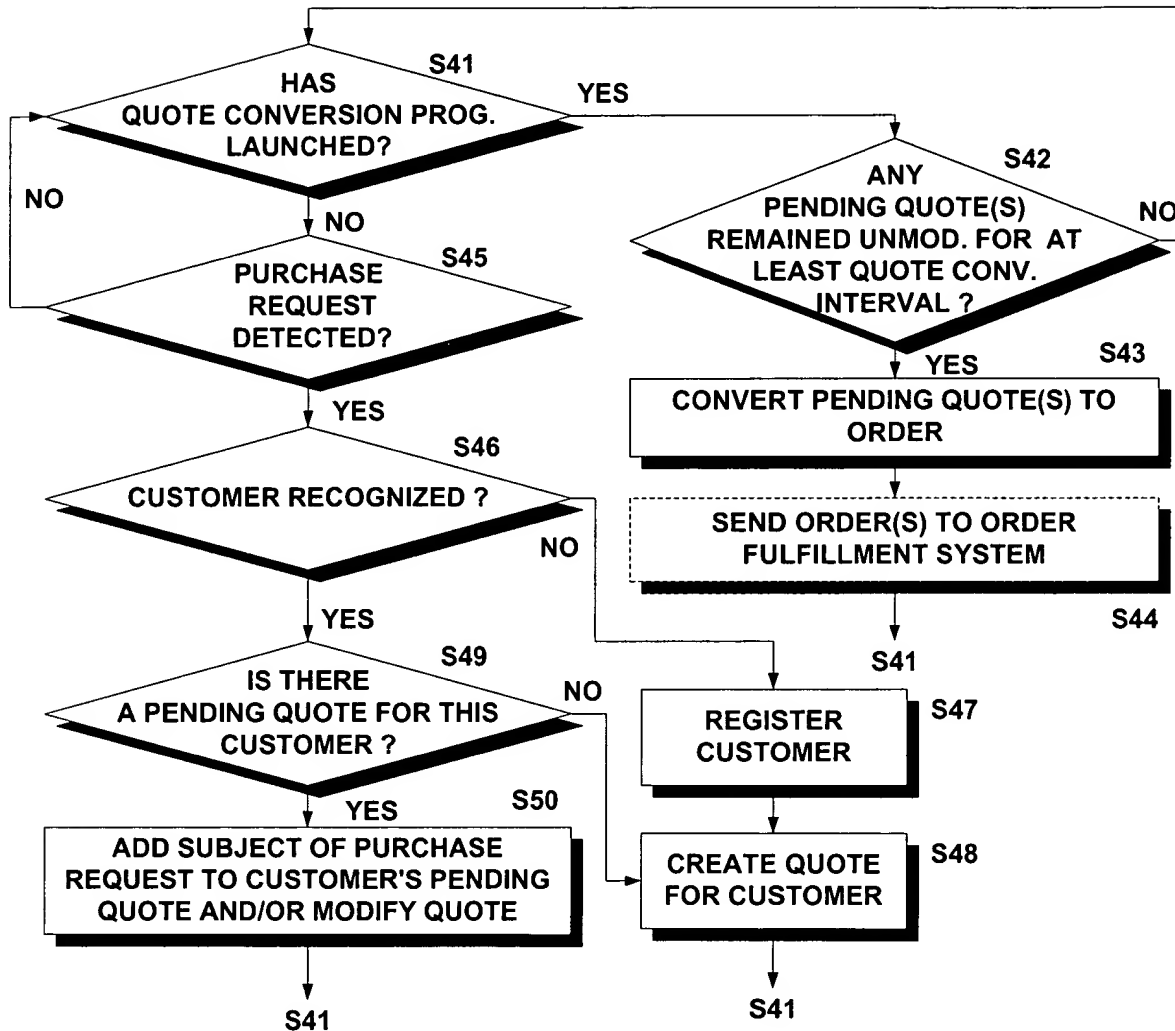 S41
HAS
QUOTE CONVERSION PROG.
LAUNCHED?
YES
NO
NO
S42
ANY
PENDING QUOTE(S)
REMAINED UNMOD. FOR AT
LEAST QUOTE CONV.
INTERVAL ?
NO
YES
S45
PURCHASE
REQUEST
DETECTED?
YES
S43
CONVERT PENDING QUOTE(S) TO
ORDER
S46
CUSTOMER RECOGNIZED ?
NO
YES
SEND ORDER(S) TO ORDER
FULFILLMENT SYSTEM
S44
S41
S49
IS THERE
A PENDING QUOTE FOR THIS
CUSTOMER ?
NO
YES
S47
REGISTER
CUSTOMER
S50
ADD SUBJECT OF PURCHASE
REQUEST TO CUSTOMER'S PENDING
QUOTE AND/OR MODIFY QUOTE
S48
CREATE QUOTE
FOR CUSTOMER
S41
S41